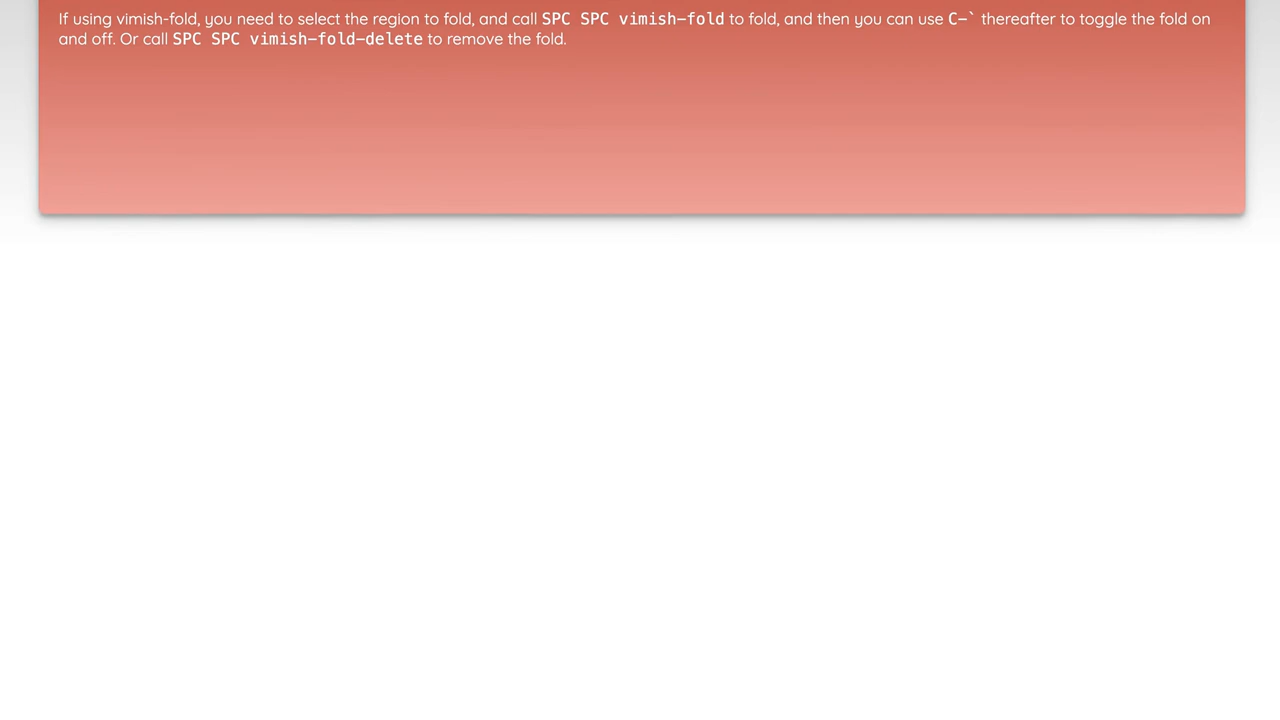 If using vimish-fold, you need to select the region to fold, and call SPC SPC vimish-fold to fold, and then you can use C-` thereafter to toggle the fold on
and off. Or call SPC SPC vimish-fold-delete to remove the fold.